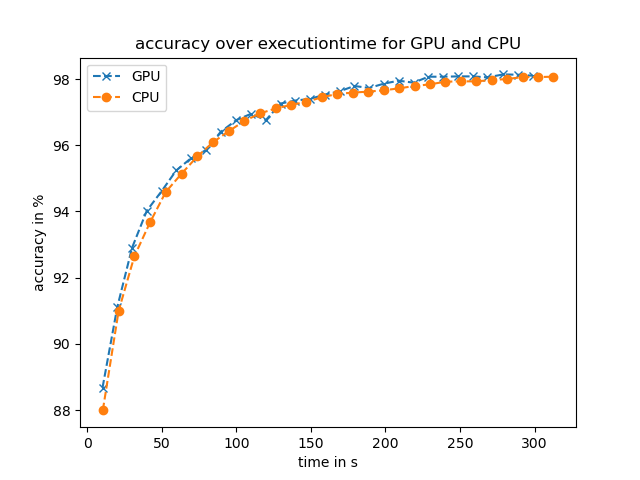 accuracy over executiontime for GPU and CPU
GPU
CPU
98
96
94
92
90
88
accuracy in %
0 50 100 150 200 250 300
time in s